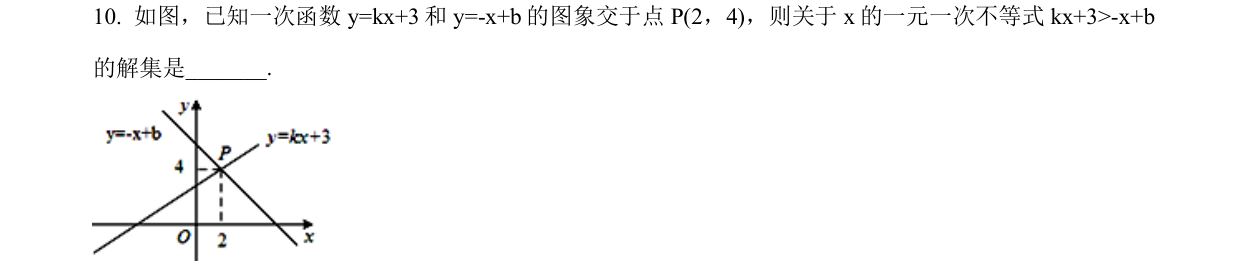 10. 如图，已知一次函数 y=kx+3 和 y=-x+b 的图象交于点 P(2，4)，则关于 x 的一元一次不等式 kx+3>-x+b
的解集是_______.
y
y=-x+b
y=kx+3
P
4
O
2
x